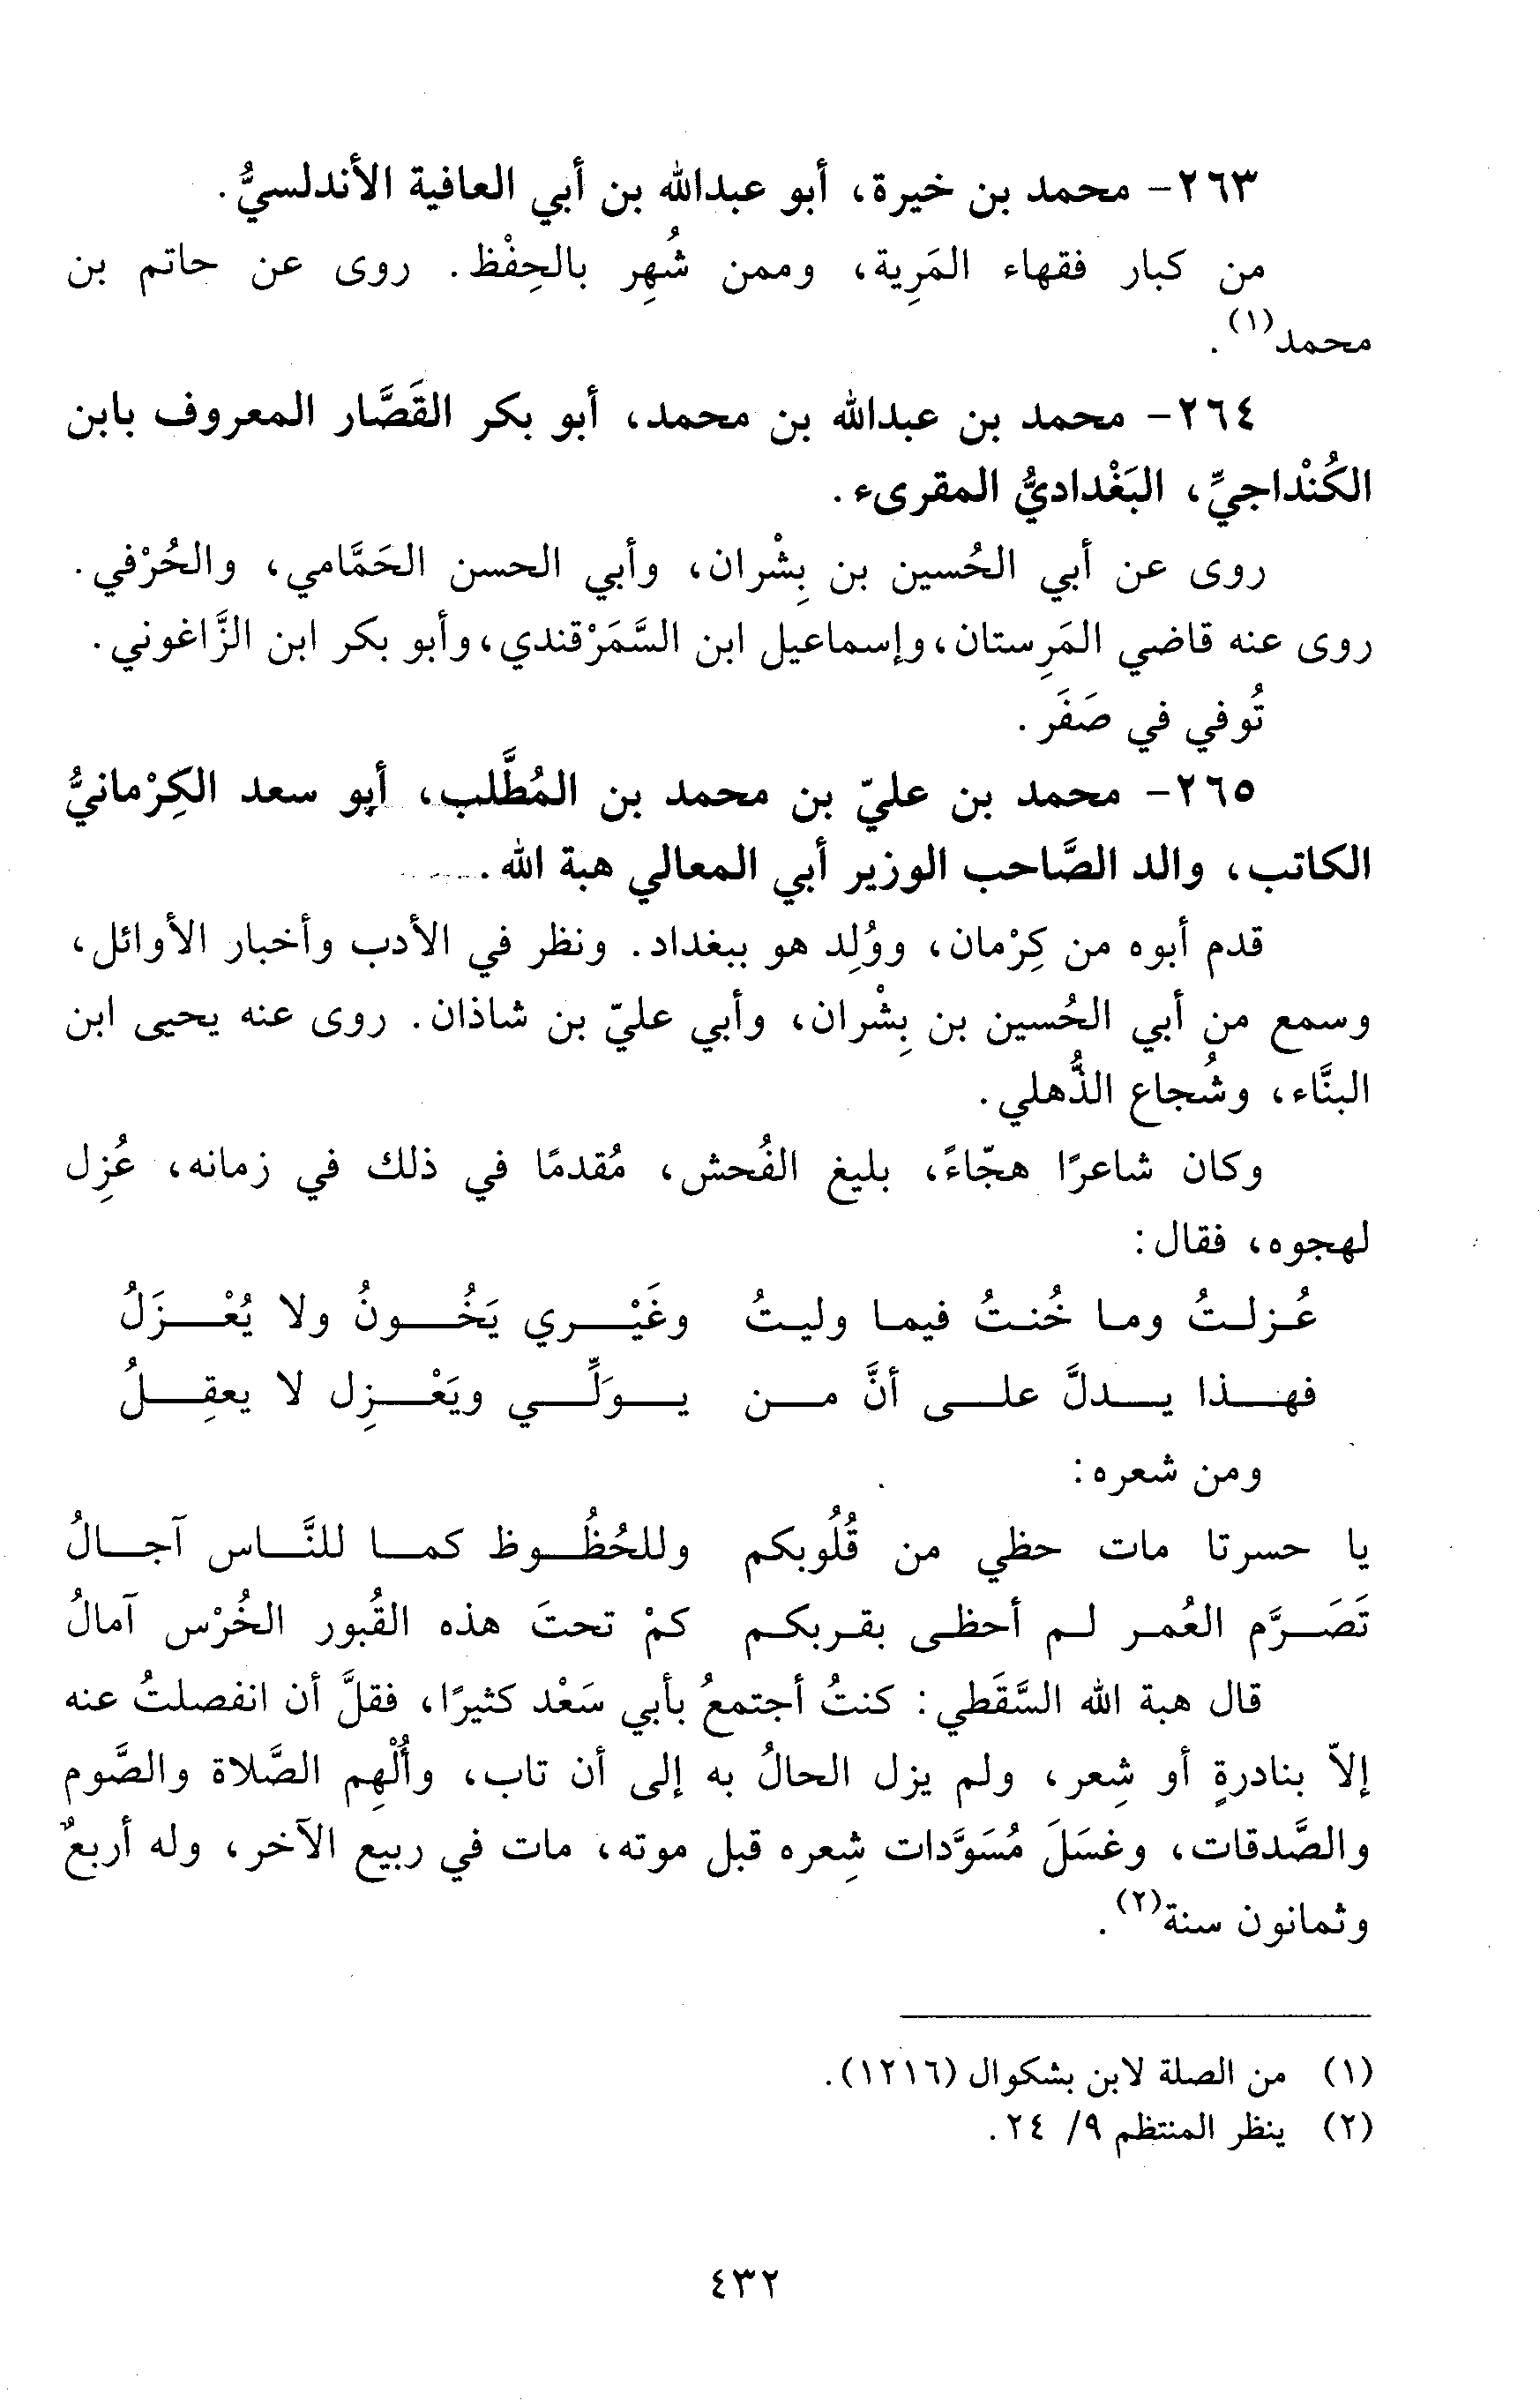 ٢٦٣- محمد بن خيرة، أبو عبدالله بن أبي العافية الأندلسيُّ.
من كبار فقهاء المَرِية، وممن شُهِر بالحِفْظ. روى عن حاتم بن
محمد(١).
٢٦٤- محمد بن عبدالله بن محمد، أبو بكر القَصَّار المعروف بابن
الكُنْداجيِّ، البَغْداديُّ المقرىء.
روى عن أبي الحُسين بن بِشْران، وأبي الحسن الحَمَّامي، والحُرْفي.
روى عنه قاضي المَرِستان، وإسماعيل ابن السَّمَرْقندي، وأبو بكر ابن الزَّاغوني.
تُوفي في صَفَر.
٢٦٥- محمد بن عليّ بن محمد بن المُطَّلب، أبو سعد الكِرْمانيُّ
الكاتب، والد الصَّاحب الوزير أبي المعالي هبة الله.
قدم أبوه من كِرْمان، ووُلِد هو ببغداد. ونظر في الأدب وأخبار الأوائل،
وسمع من أبي الحُسين بن بِشْران، وأبي عليّ بن شاذان. روى عنه يحيى ابن
البنَّاء، وشُجاع الذُّهلي.
وكان شاعرًا هجّاءً، بليغ الفُحش، مُقدمًا في ذلك في زمانه، عُزِل
لهجوه، فقال:
عُـزلـتُ ومـا خُنـتُ فيمـا وليـتُ وغَيْـــري يَخُـــونُ ولا يُعْـــزَلُ
فهـــذا يـــدلَّ علـــى أنَّ مـــن يـــولِّـــي ويَعْـــزِل لا يعقِـــلُ
ومن شعره:
يا حسرتا مات حظي من قُلُوبكم وللحُظُـــوظ كمـــا للنَّـــاس آجـــالُ
تَصَـــرَّم العُمـر لـم أحظـى بقـربكـم كمْ تحتَ هذه القُبور الخُرْس آمالُ
قال هبة الله السَّقَطي: كنتُ أجتمعُ بأبي سَعْد كثيرًا، فقلَّ أن انفصلتُ عنه
إلاّ بنادرةٍ أو شِعر، ولم يزل الحالُ به إلى أن تاب، وأُلْهِم الصَّلاة والصَّوم
والصَّدقات، وغسَلَ مُسَوَّدات شِعره قبل موته، مات في ربيع الآخر، وله أربعٌ
وثمانون سنة(٢).
(١) من الصلة لابن بشكوال (١٢١٦).
(٢) ينظر المنتظم ٩/ ٢٤.
٤٣٢